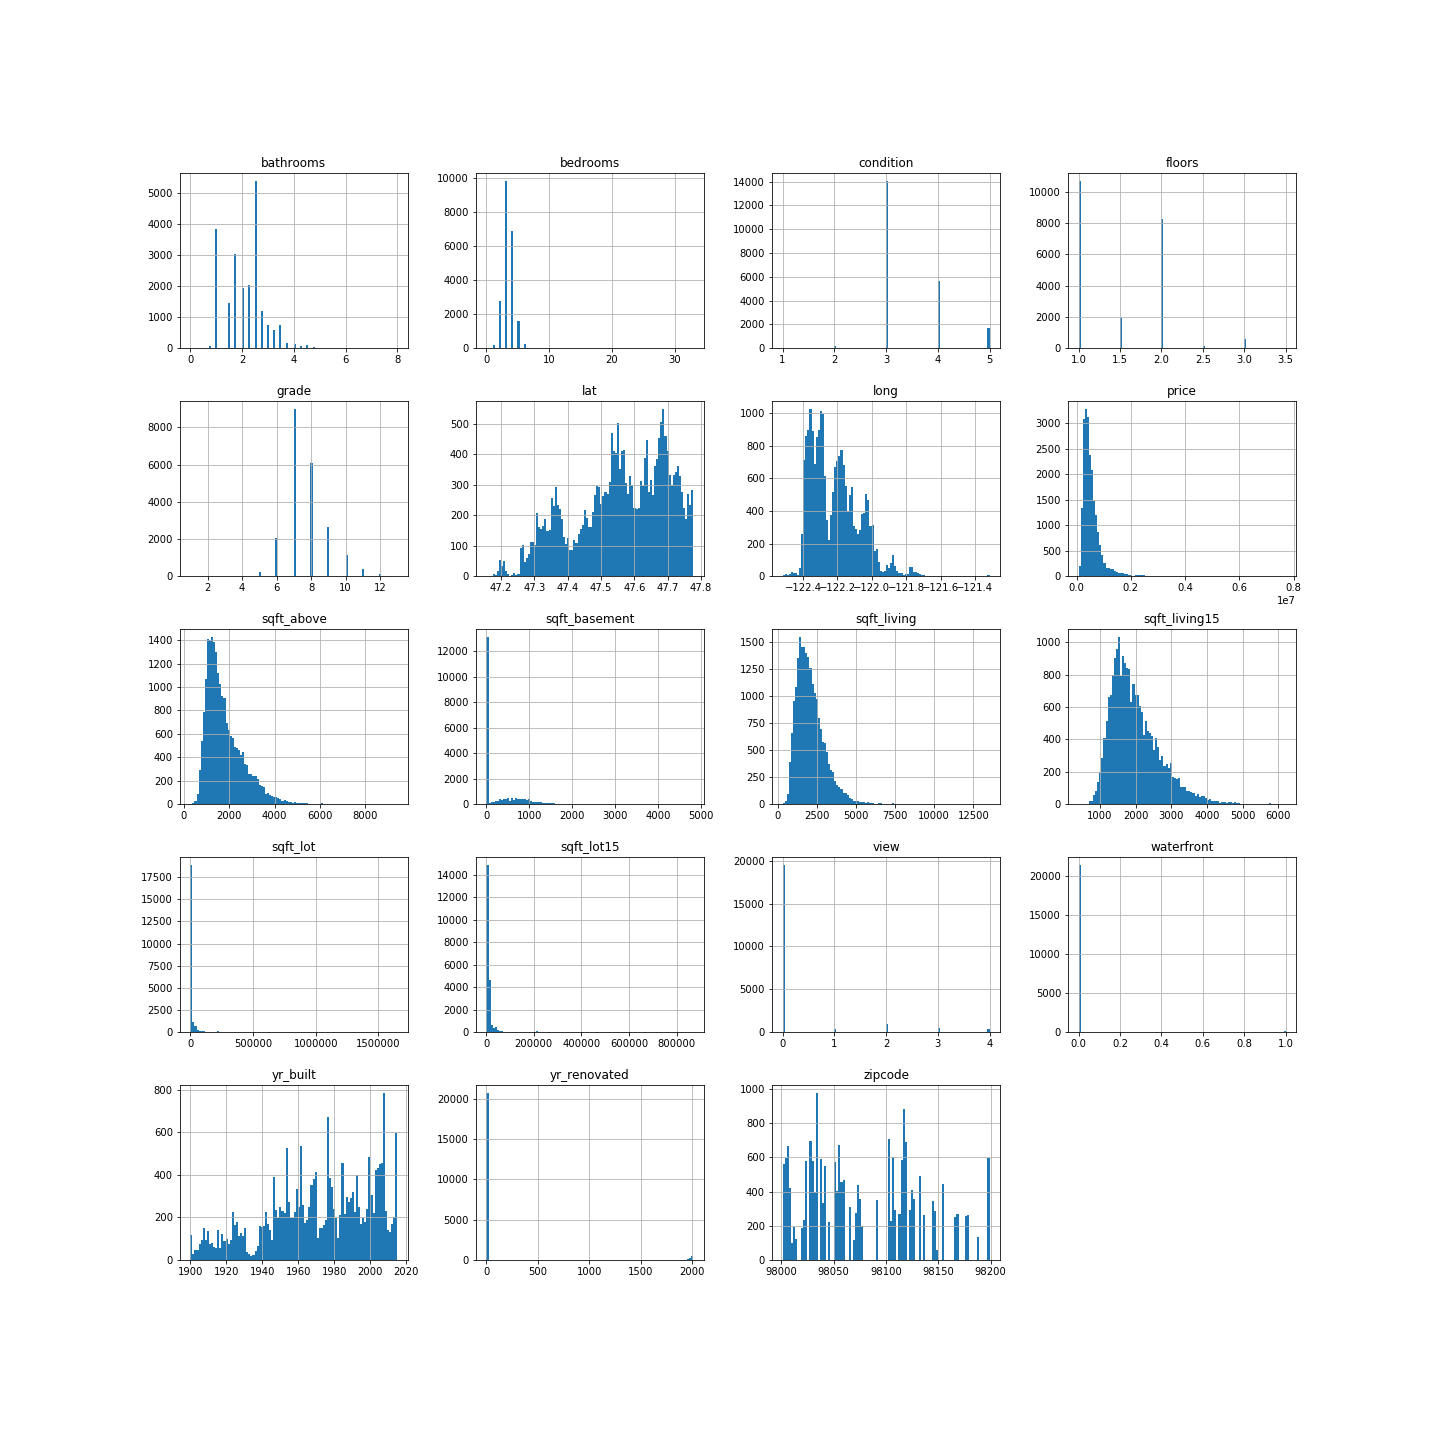 bathrooms bedrooms condition floors
5000 4000 3000 2000 1000 0
0 2 4 6 8
10000 8000 6000 4000 2000 0
0 10 20 30
14000 12000 10000 8000 6000 4000 2000 0
1 2 3 4 5
10000 8000 6000 4000 2000 0
1.0 1.5 2.0 2.5 3.0 3.5
grade lat long price
8000 6000 4000 2000 0
2 4 6 8 10 12
500 400 300 200 100 0
47.2 47.3 47.4 47.5 47.6 47.7 47.8
1000 800 600 400 200 0
−122.4 −122.2 −122.0 −121.8 −121.6 −121.4
3000 2500 2000 1500 1000 500 0
0.0 0.2 0.4 0.6 0.8
1e7
sqft_above sqft_basement sqft_living sqft_living15
1400 1200 1000 800 600 400 200 0
0 2000 4000 6000 8000
12000 10000 8000 6000 4000 2000 0
0 1000 2000 3000 4000 5000
1500 1250 1000 750 500 250 0
0 2500 5000 7500 10000 12500
1000 800 600 400 200 0
1000 2000 3000 4000 5000 6000
sqft_lot sqft_lot15 view waterfront
17500 15000 12500 10000 7500 5000 2500 0
0 500000 1000000 1500000
14000 12000 10000 8000 6000 4000 2000 0
0 200000 400000 600000 800000
20000 15000 10000 5000 0
0 1 2 3 4
20000 15000 10000 5000 0
0.0 0.2 0.4 0.6 0.8 1.0
yr_built yr_renovated zipcode
800 600 400 200 0
1900 1920 1940 1960 1980 2000 2020
20000 15000 10000 5000 0
0 500 1000 1500 2000
1000 800 600 400 200 0
98000 98050 98100 98150 98200